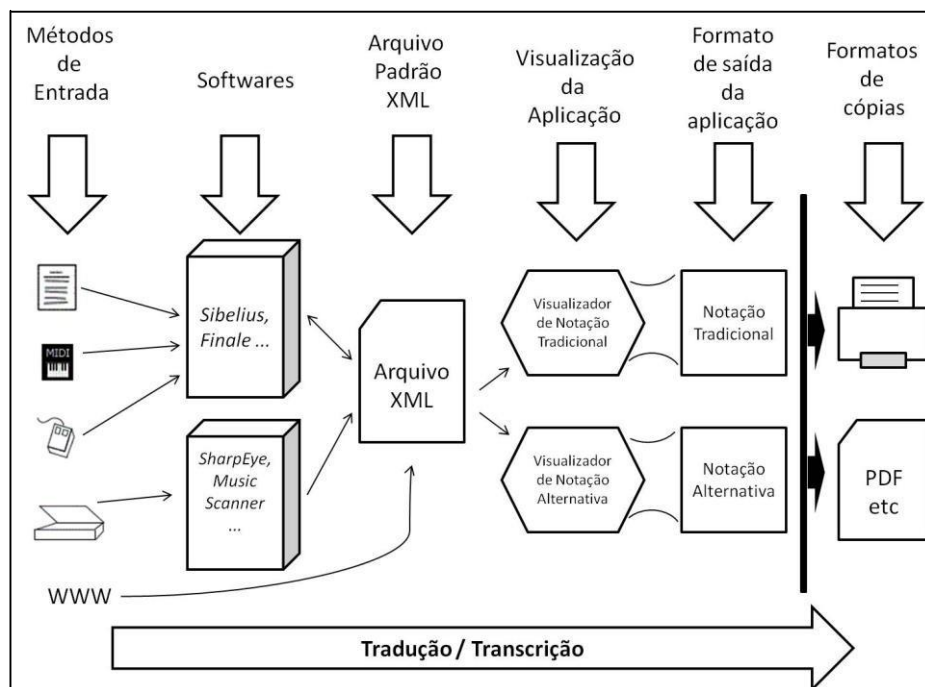 Métodos
de
Entrada
Softwares
Arquivo
Padrão
XML
Visualização
da
Aplicação
Formato
de saída
da
aplicação
Formatos
de
cópias
MIDI
Sibelius,
Finale ...
SharpEye,
Music
Scanner
...
WWW
Arquivo
XML
Visualizador
de Notação
Tradicional
Notação
Tradicional
Visualizador
de Notação
Alternativa
Notação
Alternativa
PDF
etc
Tradução / Transcrição